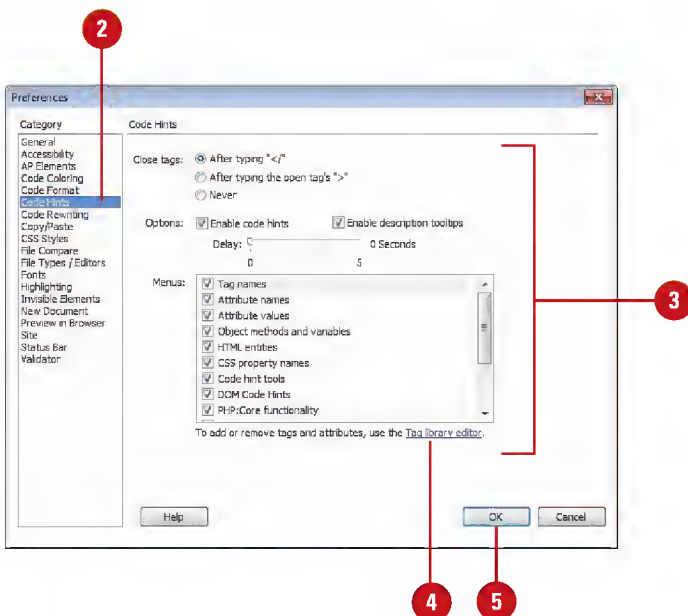 2
Preferences
Category
Code Hints
General
Accessibility
AP Elements
Code Coloring
Code Format
Code Hints
Code Rewriting
Copy/Paste
CSS Styles
File Compare
File Types / Editors
Fonts
Highlighting
Invisible Elements
New Document
Preview in Browser
Site
Status Bar
Validator
Close tags: After typing "</"
After typing the open tag's ">"
Never
Options: Enable code hints Enable description tooltips
Delay: 0 Seconds
0 5
Menus: Tag names
Attribute names
Attribute values
Object methods and variables
HTML entities
CSS property names
Code hint tools
DOM Code Hints
PHP:Core functionality
To add or remove tags and attributes, use the Tag library editor.
3
Help OK Cancel
4 5